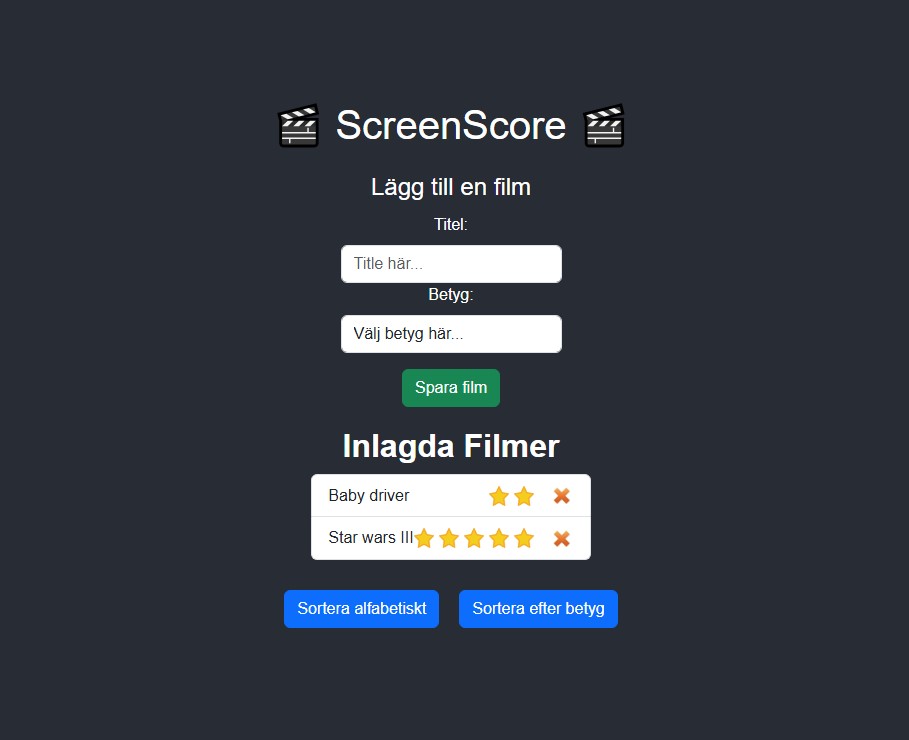 ScreenScore
Lägg till en film
Titel:
Title här...
Betyg:
Välj betyg här...
Spara film
Inlagda Filmer
Baby driver
Star wars III
Sortera alfabetiskt Sortera efter betyg